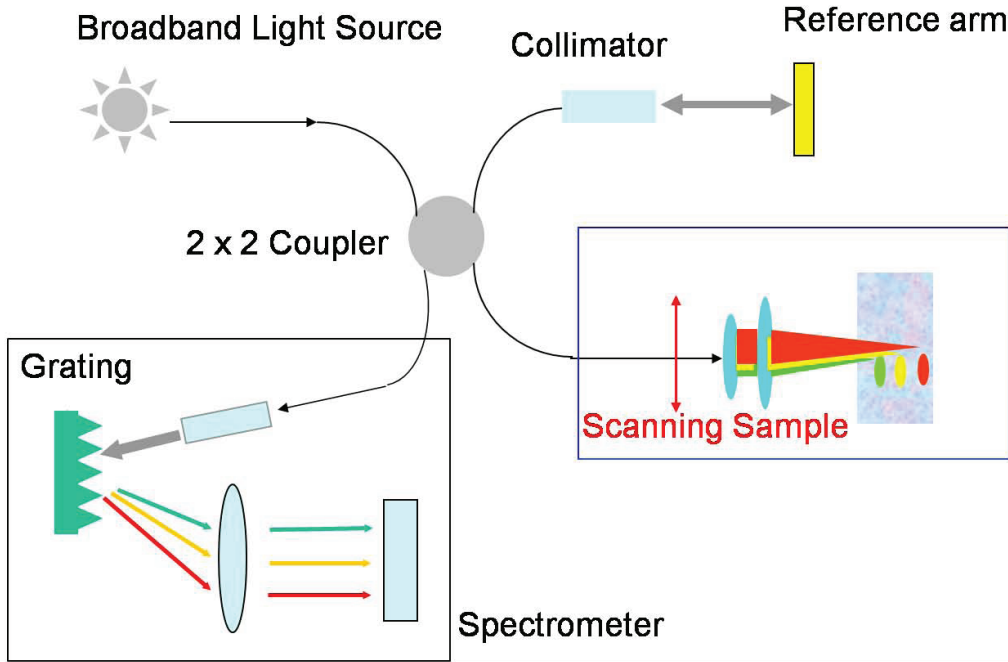 Broadband Light Source
Collimator
Reference arm
2 x 2 Coupler
Scanning Sample
Grating
Spectrometer